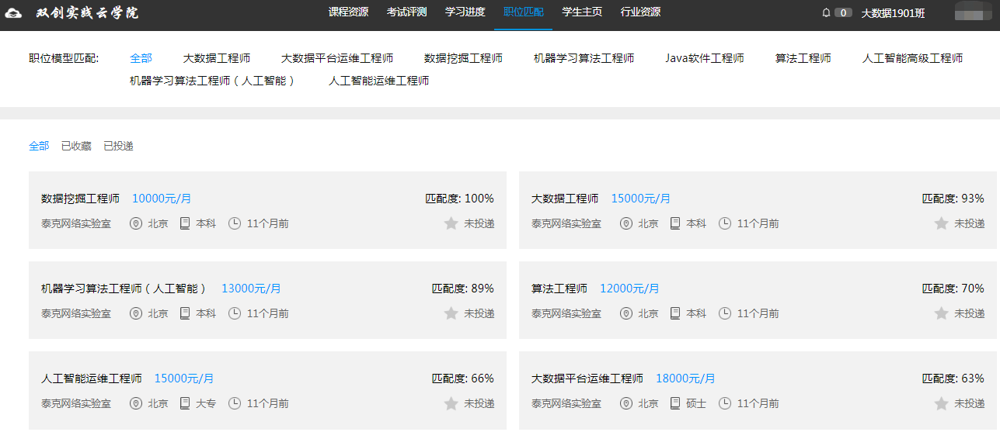 双创实践云学院 课程资源 考试评测 学习进度 职位匹配 学生主页 行业资源 0 大数据1901班
职位模型匹配: 全部 大数据工程师 大数据平台运维工程师 数据挖掘工程师 机器学习算法工程师 Java软件工程师 算法工程师 人工智能高级工程师
机器学习算法工程师（人工智能） 人工智能运维工程师
全部 已收藏 已投递
数据挖掘工程师 10000元/月 匹配度: 100%
泰克网络实验室 北京 本科 11个月前 未投递
大数据工程师 15000元/月 匹配度: 93%
泰克网络实验室 北京 本科 11个月前 未投递
机器学习算法工程师（人工智能） 13000元/月 匹配度: 89%
泰克网络实验室 北京 本科 11个月前 未投递
算法工程师 12000元/月 匹配度: 70%
泰克网络实验室 北京 本科 11个月前 未投递
人工智能运维工程师 15000元/月 匹配度: 66%
泰克网络实验室 北京 大专 11个月前 未投递
大数据平台运维工程师 18000元/月 匹配度: 63%
泰克网络实验室 北京 硕士 11个月前 未投递